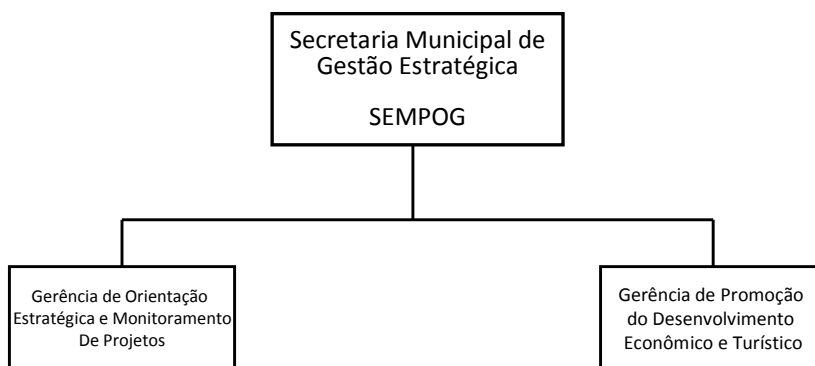 Secretaria Municipal de
Gestão Estratégica
SEMPOG
Gerência de Orientação
Estratégica e Monitoramento
De Projetos
Gerência de Promoção
do Desenvolvimento
Econômico e Turístico